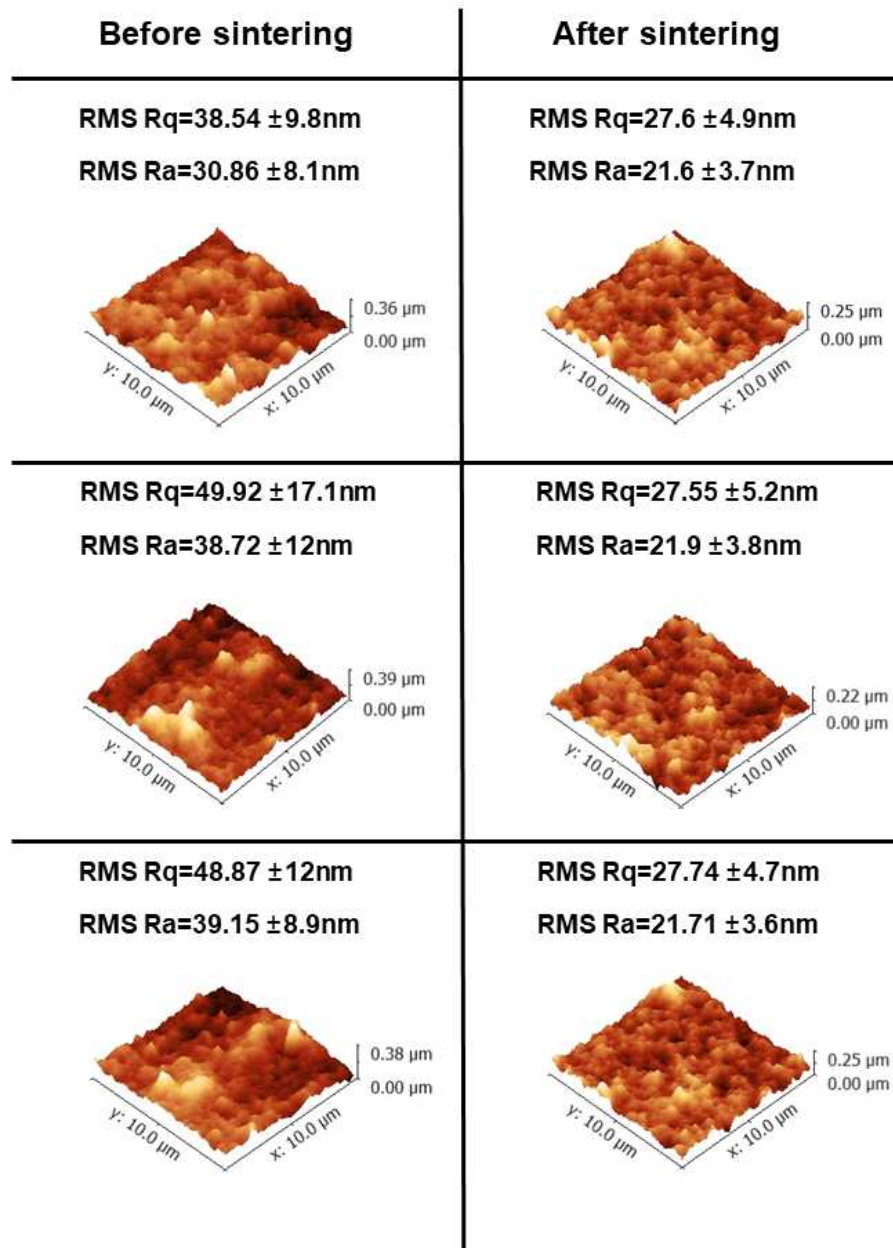 Before sintering
After sintering
RMS Rq=38.54 ±9.8nm
RMS Ra=30.86 ±8.1nm
0.36 µm
0.00 µm
y: 10.0 µm
x: 10.0 µm
RMS Rq=27.6 ±4.9nm
RMS Ra=21.6 ±3.7nm
0.25 µm
0.00 µm
y: 10.0 µm
x: 10.0 µm
RMS Rq=49.92 ±17.1nm
RMS Ra=38.72 ±12nm
0.39 µm
0.00 µm
y: 10.0 µm
x: 10.0 µm
RMS Rq=27.55 ±5.2nm
RMS Ra=21.9 ±3.8nm
0.22 µm
0.00 µm
y: 10.0 µm
x: 10.0 µm
RMS Rq=48.87 ±12nm
RMS Ra=39.15 ±8.9nm
0.38 µm
0.00 µm
y: 10.0 µm
x: 10.0 µm
RMS Rq=27.74 ±4.7nm
RMS Ra=21.71 ±3.6nm
0.25 µm
0.00 µm
y: 10.0 µm
x: 10.0 µm